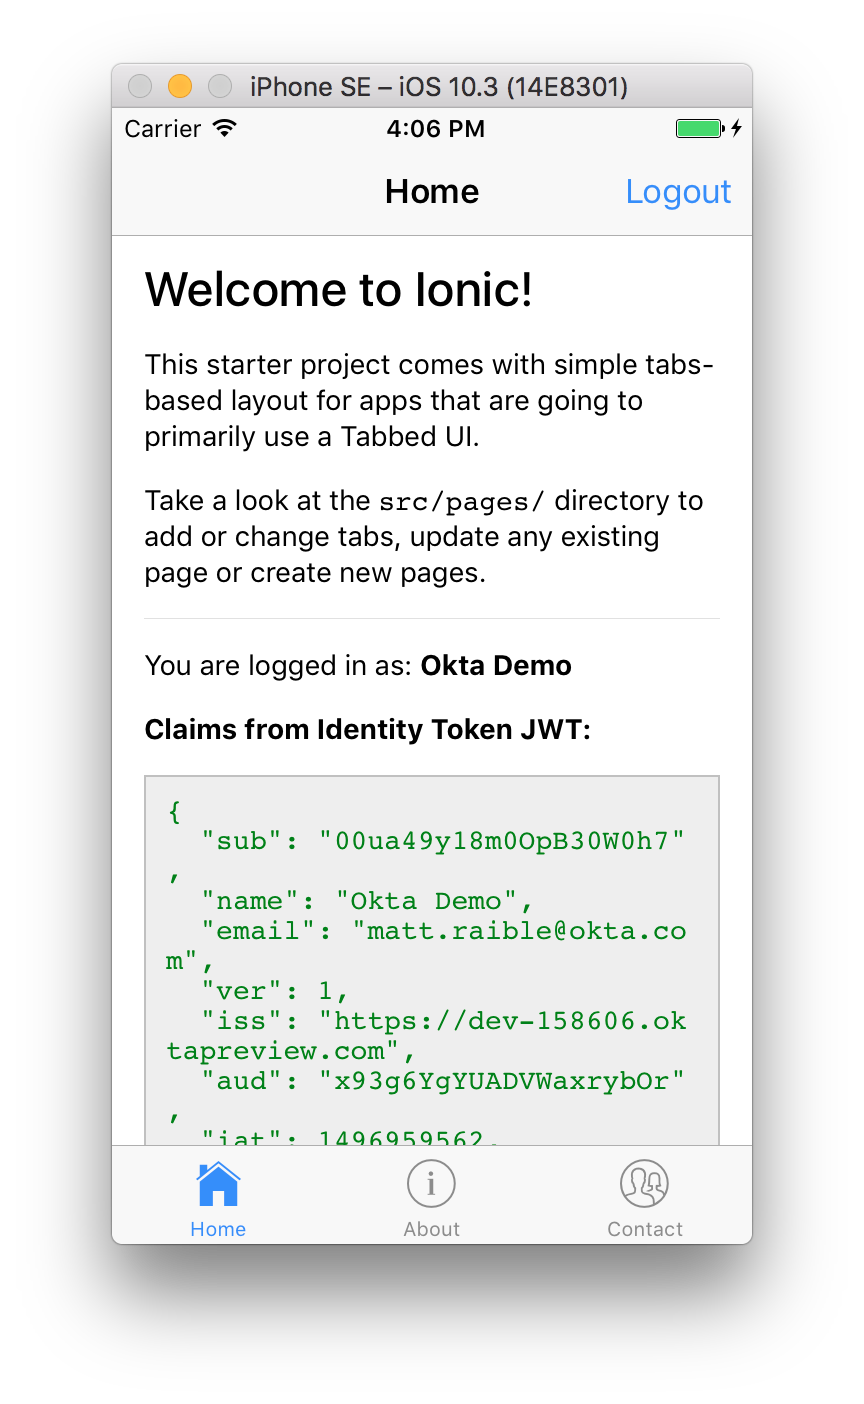 iPhone SE – iOS 10.3 (14E8301)
Carrier 4:06 PM
Home Logout
Welcome to Ionic!
This starter project comes with simple tabs-
based layout for apps that are going to
primarily use a Tabbed UI.
Take a look at the src/pages/ directory to
add or change tabs, update any existing
page or create new pages.
You are logged in as: Okta Demo
Claims from Identity Token JWT:
{
"sub": "00ua49y18m0OpB30W0h7"
,
"name": "Okta Demo",
"email": "matt.raible@okta.co
m",
"ver": 1,
"iss": "https://dev-158606.ok
tapreview.com",
"aud": "x93g6YgYUADVWaxrybOr"
,
"iat": 1496959562,
Home About Contact